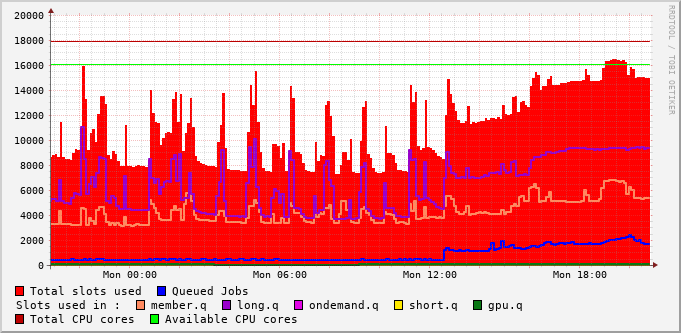 20000
18000
16000
14000
12000
10000
8000
6000
4000
2000
0
Mon 00:00 Mon 06:00 Mon 12:00 Mon 18:00
RRDTOOL / TOBI OETIKER
Total slots used Queued Jobs
Slots used in : member.q long.q ondemand.q short.q gpu.q
Total CPU cores Available CPU cores